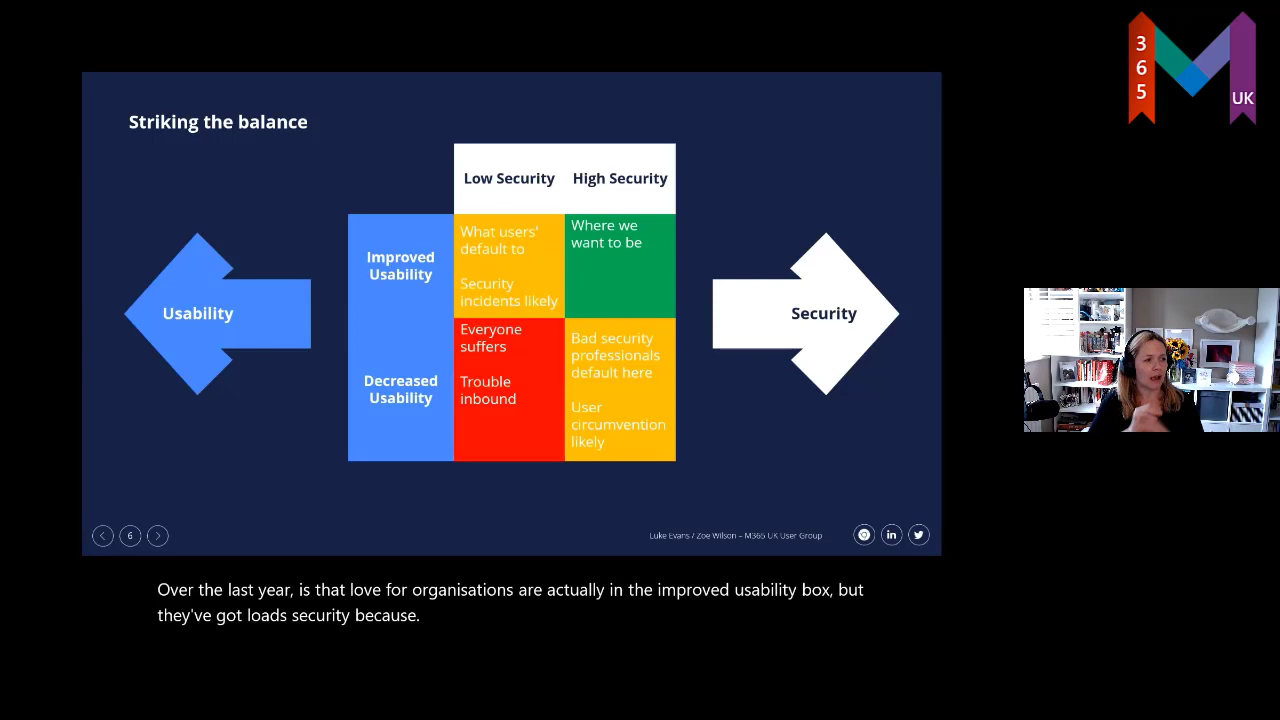 3
6
5
UK
Striking the balance
Low Security
High Security
Improved
Usability
What users'
default to
Security
incidents likely
Where we
want to be
Decreased
Usability
Everyone
suffers
Trouble
inbound
Bad security
professionals
default here
User
circumvention
likely
Usability
Security
6
Luke Evans / Zoe Wilson – M365 UK User Group
in
Over the last year, is that love for organisations are actually in the improved usability box, but
they've got loads security because.